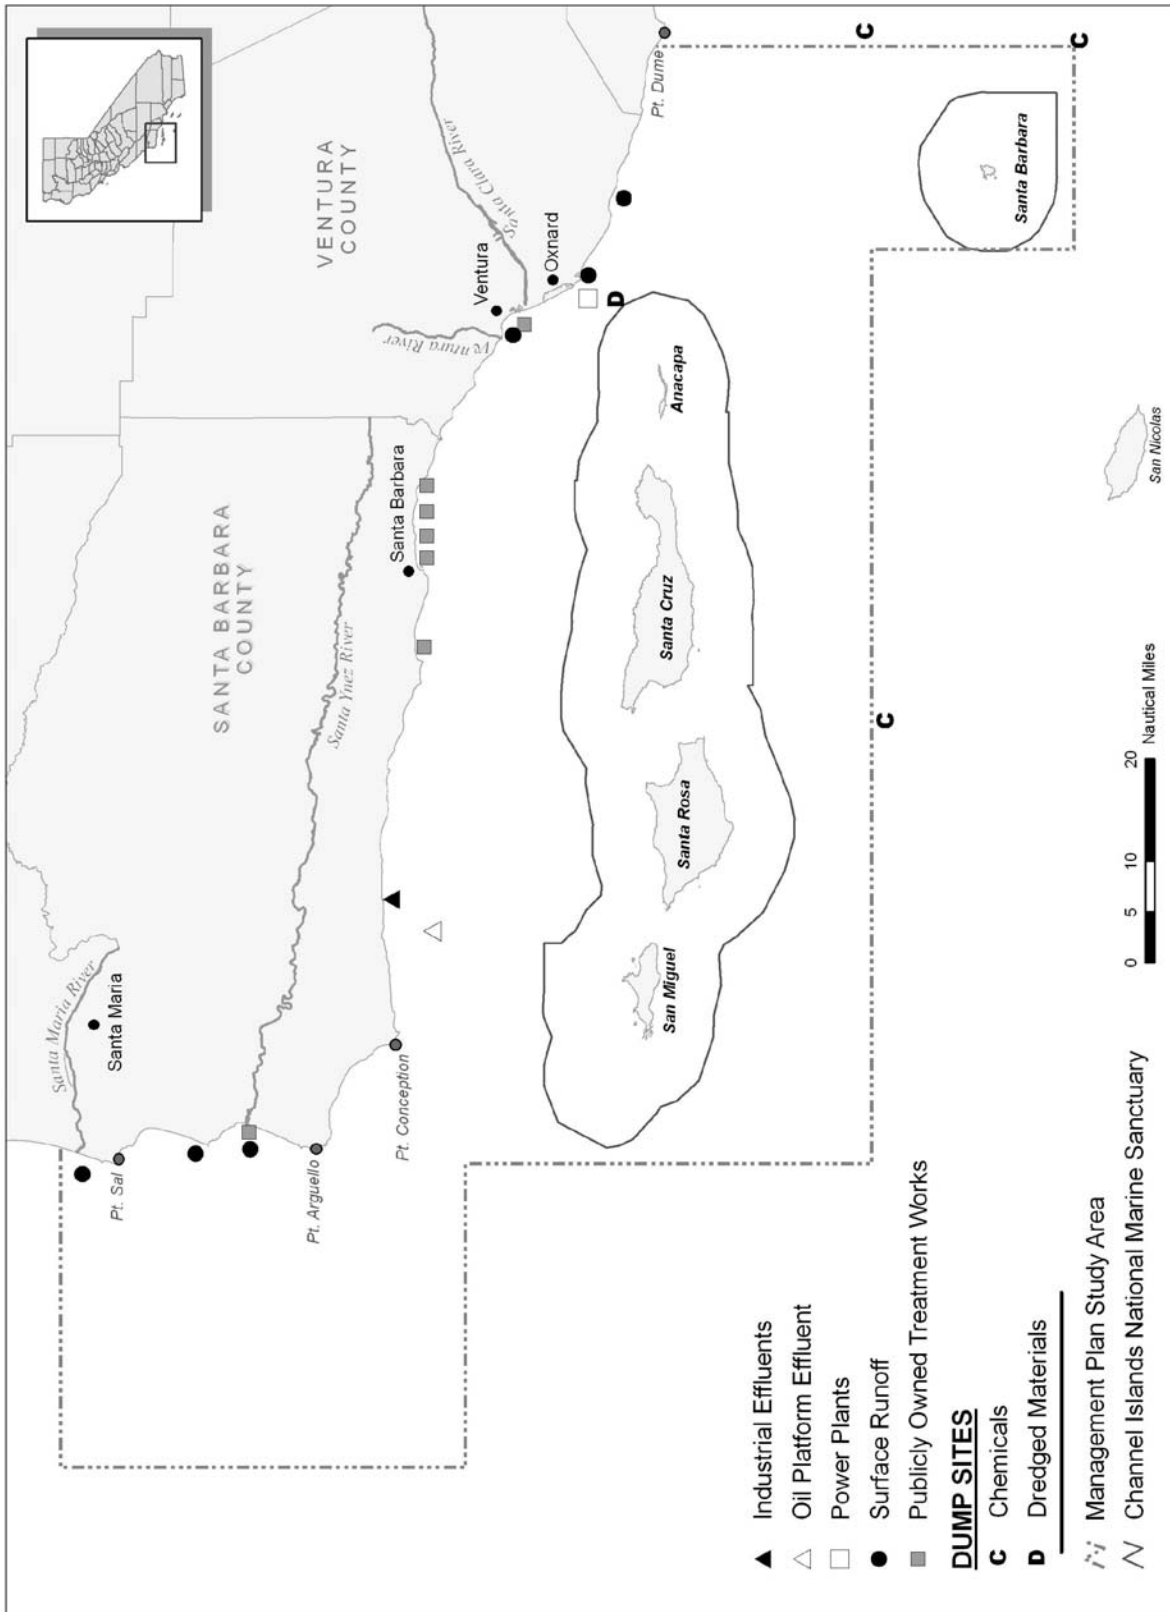 Santa Maria River
Santa Maria
Pt. Sal
SANTA BARBARA
COUNTY
Santa Ynez River
Pt. Arguello
Pt. Conception
Santa Barbara
VENTURA
COUNTY
Ventura River
Ventura
Santa Clara River
Oxnard
Pt. Dume
D
San Miguel
Santa Rosa
Santa Cruz
Anacapa
Santa Barbara
C
C
C
San Nicolas
Industrial Effluents
Oil Platform Effluent
Power Plants
Surface Runoff
Publicly Owned Treatment Works
DUMP SITES
C Chemicals
D Dredged Materials
Management Plan Study Area
Channel Islands National Marine Sanctuary
0 5 10 20
Nautical Miles